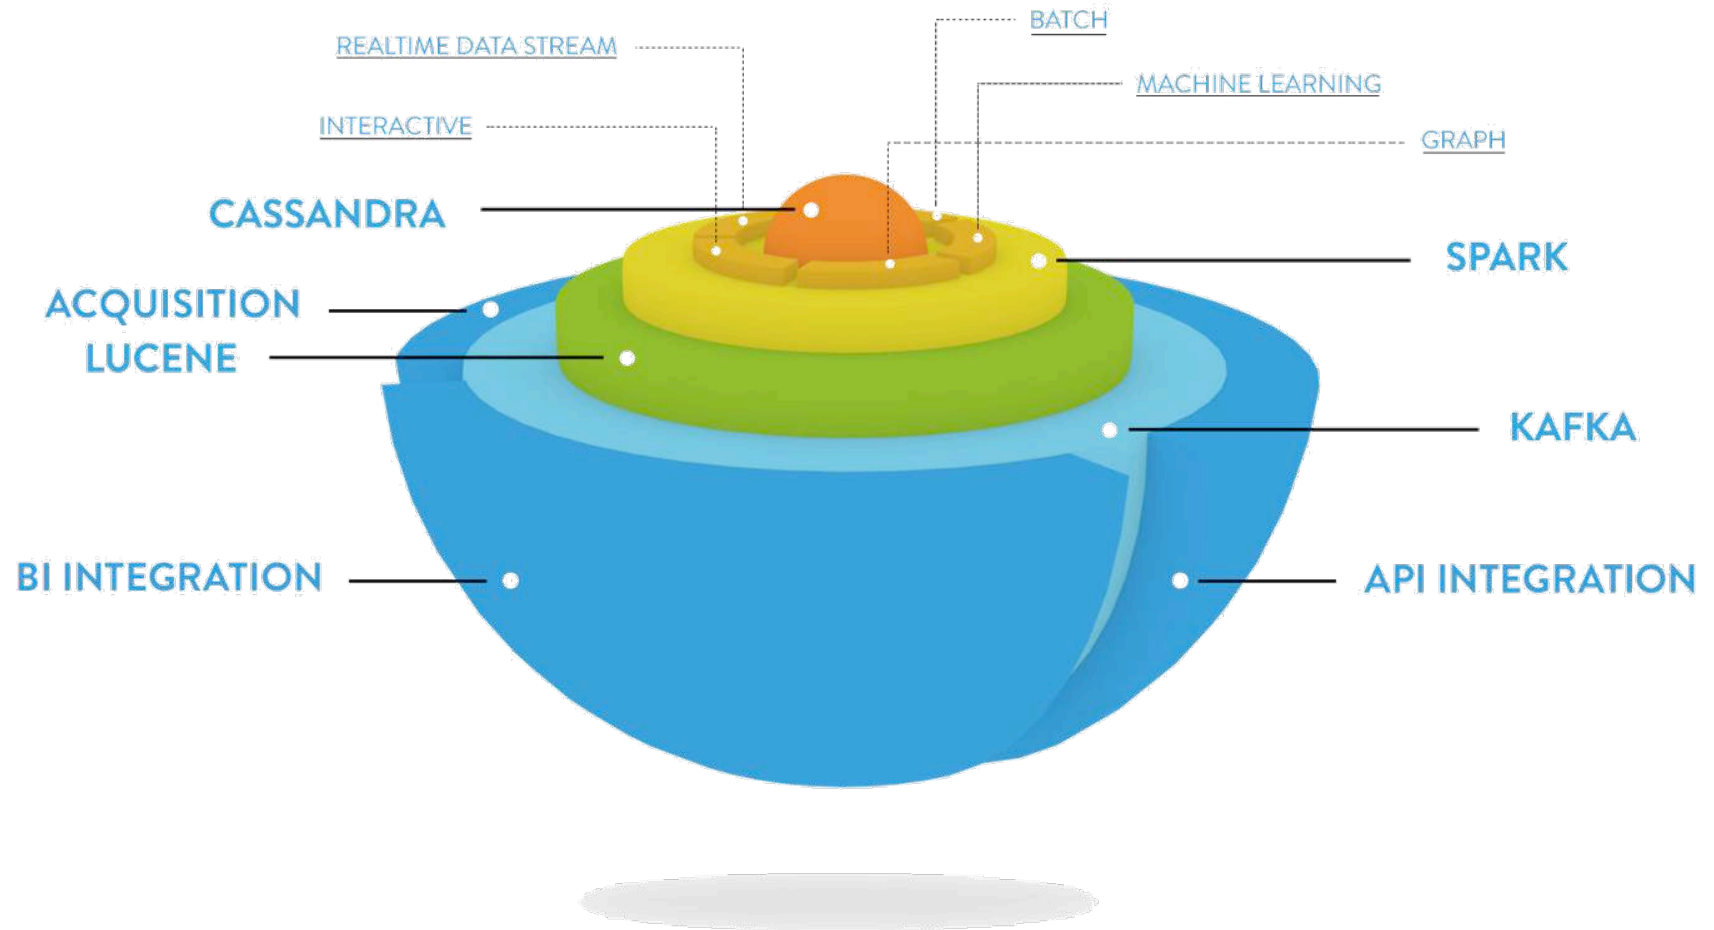 BATCH
REALTIME DATA STREAM
MACHINE LEARNING
INTERACTIVE
GRAPH
CASSANDRA
SPARK
ACQUISITION
LUCENE
KAFKA
BI INTEGRATION
API INTEGRATION